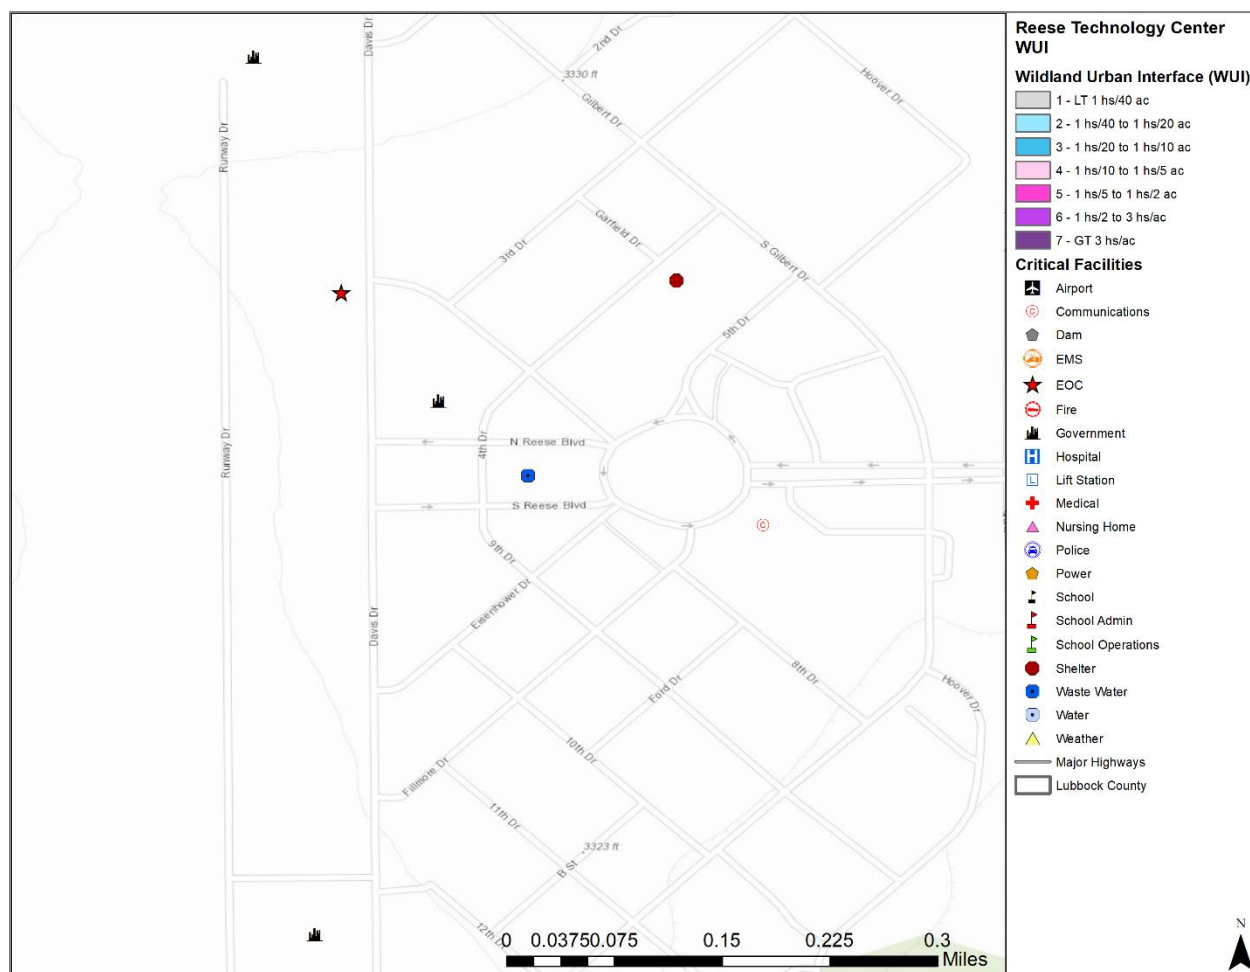 Davis Dr
2nd Dr
3330 ft
Hoover Dr
Gilbert Dr
Runway Dr
Garfield Dr
3rd Dr
S Gilbert Dr
5th Dr
N Reese Blvd
4th Dr
Runway Dr
S Reese Blvd
C
9th Dr
Eisenhower Dr
Davis Dr
8th Dr
Ford Dr
Hoover Dr
10th Dr
Fillmore Dr
11th Dr
3323 ft
B St
12th Dr
0 0.0375 0.075 0.15 0.225 0.3
Miles
Reese Technology Center
WUI
Wildland Urban Interface (WUI)
1 - LT 1 hs/40 ac
2 - 1 hs/40 to 1 hs/20 ac
3 - 1 hs/20 to 1 hs/10 ac
4 - 1 hs/10 to 1 hs/5 ac
5 - 1 hs/5 to 1 hs/2 ac
6 - 1 hs/2 to 3 hs/ac
7 - GT 3 hs/ac
Critical Facilities
Airport
C Communications
Dam
EMS
EOC
Fire
Government
H Hospital
L Lift Station
Medical
Nursing Home
Police
Power
School
School Admin
School Operations
Shelter
Waste Water
Water
Weather
Major Highways
Lubbock County
N